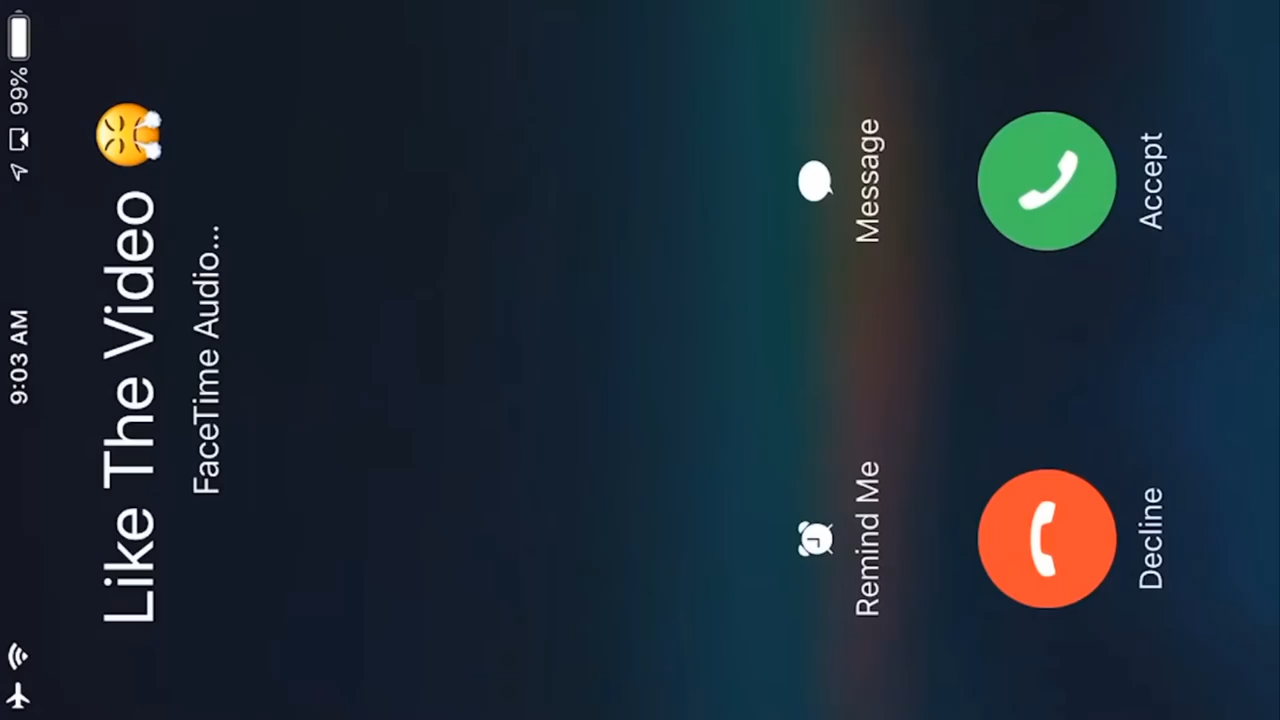 9:03 AM
99%
Like The Video 😤
FaceTime Audio...
Remind Me
Message
Decline
Accept